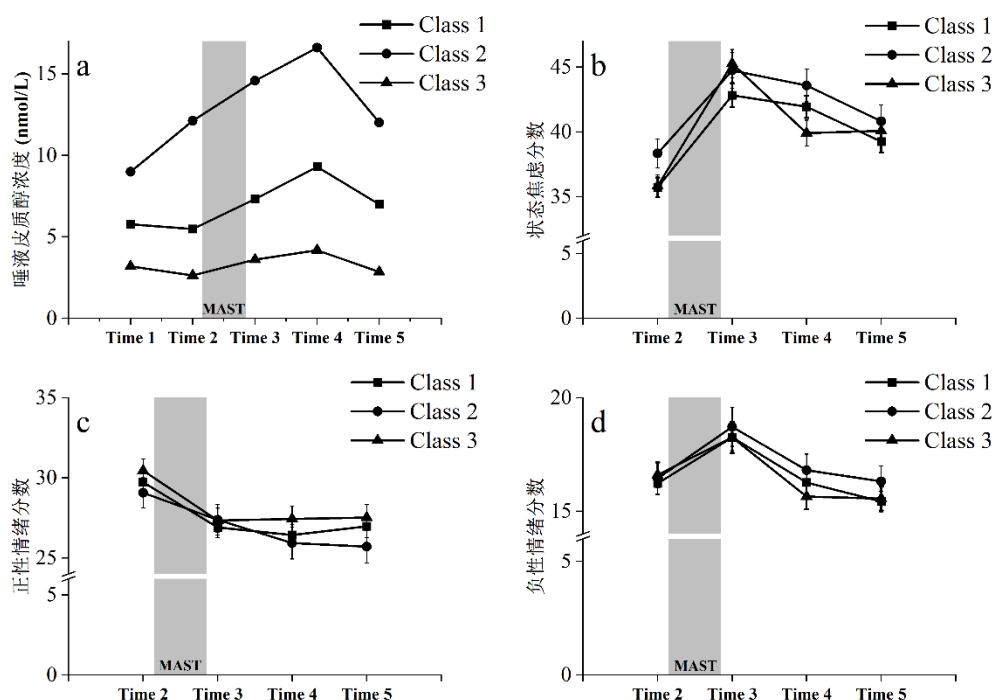 a
Class 1
Class 2
Class 3
唾液皮质醇浓度 (nmol/L)
15
10
5
0
MAST
Time 1 Time 2 Time 3 Time 4 Time 5
b
Class 1
Class 2
Class 3
状态焦虑分数
45
40
35
5
0
MAST
Time 2 Time 3 Time 4 Time 5
c
Class 1
Class 2
Class 3
正性情绪分数
35
30
25
5
0
MAST
Time 2 Time 3 Time 4 Time 5
d
Class 1
Class 2
Class 3
负性情绪分数
20
15
5
0
MAST
Time 2 Time 3 Time 4 Time 5